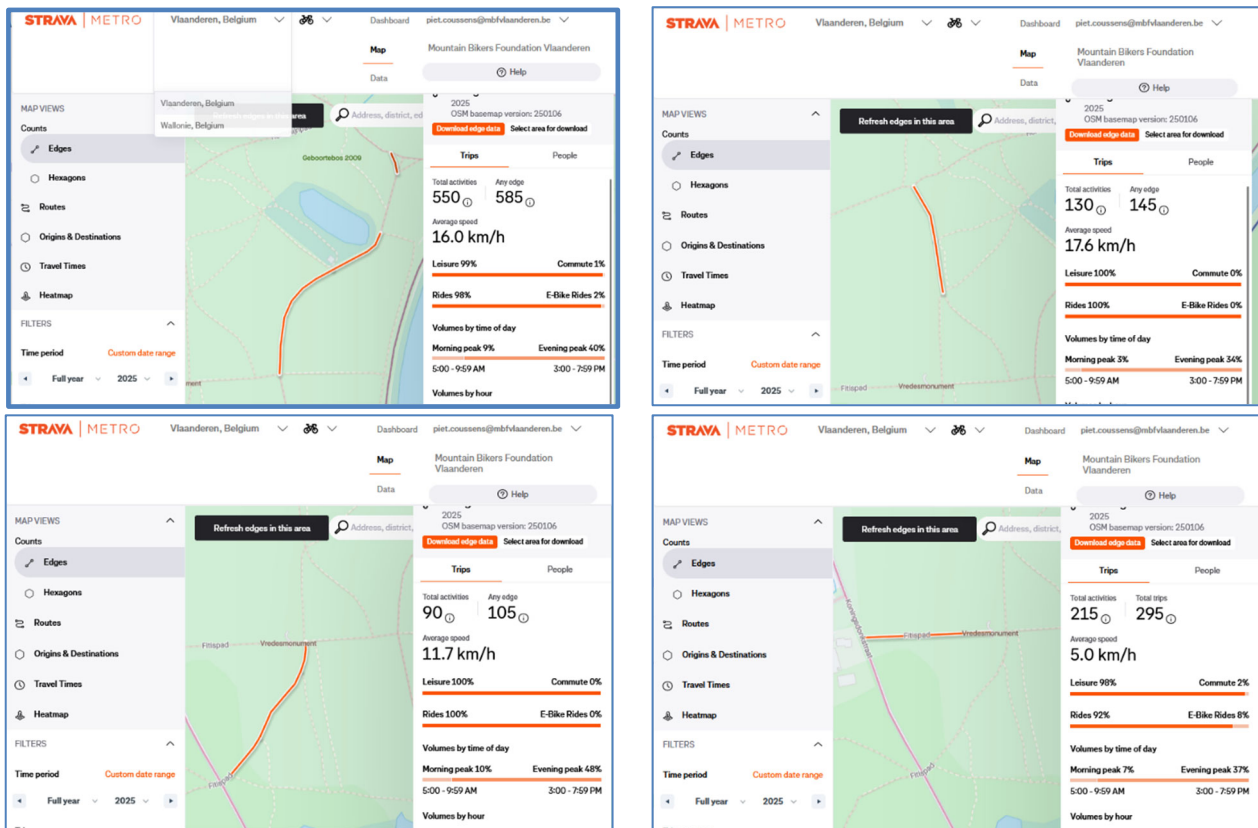 STRAVA | METRO Vlaanderen, Belgium Dashboard piet.coussens@mbfvlaanderen.be
Map Mountain Bikers Foundation Vlaanderen
Data Help
Vlaanderen, Belgium
Wallonie, Belgium
MAP VIEWS
Counts
Edges
Hexagons
Routes
Origins & Destinations
Travel Times
Heatmap
FILTERS
Time period Custom date range
Full year 2025
Refresh edges in this area
Address, district, ed
Geboortebos 2009
2025
OSM basemap version: 250106
Download edge data Select area for download
Trips People
Total activities Any edge
550 585
Average speed
16.0 km/h
Leisure 99% Commute 1%
Rides 98% E-Bike Rides 2%
Volumes by time of day
Morning peak 9% Evening peak 40%
5:00 - 9:59 AM 3:00 - 7:59 PM
Volumes by hour
STRAVA | METRO Vlaanderen, Belgium Dashboard piet.coussens@mbfvlaanderen.be
Map Mountain Bikers Foundation
Vlaanderen
Data Help
MAP VIEWS
Counts
Edges
Hexagons
Routes
Origins & Destinations
Travel Times
Heatmap
FILTERS
Time period Custom date range
Full year 2025
Refresh edges in this area
Address, district,
Fitispad Vredesmonument
2025
OSM basemap version: 250106
Download edge data Select area for download
Trips People
Total activities Any edge
130 145
Average speed
17.6 km/h
Leisure 100% Commute 0%
Rides 100% E-Bike Rides 0%
Volumes by time of day
Morning peak 3% Evening peak 34%
5:00 - 9:59 AM 3:00 - 7:59 PM
STRAVA | METRO Vlaanderen, Belgium Dashboard piet.coussens@mbfvlaanderen.be
Map Mountain Bikers Foundation
Vlaanderen
Data Help
MAP VIEWS
Counts
Edges
Hexagons
Routes
Origins & Destinations
Travel Times
Heatmap
FILTERS
Time period Custom date range
Full year 2025
Refresh edges in this area
Address, district,
Fitispad Vredesmonument
Fitispad
2025
OSM basemap version: 250106
Download edge data Select area for download
Trips People
Total activities Any edge
90 105
Average speed
11.7 km/h
Leisure 100% Commute 0%
Rides 100% E-Bike Rides 0%
Volumes by time of day
Morning peak 10% Evening peak 48%
5:00 - 9:59 AM 3:00 - 7:59 PM
Volumes by hour
STRAVA | METRO Vlaanderen, Belgium Dashboard piet.coussens@mbfvlaanderen.be
Map Mountain Bikers Foundation
Vlaanderen
Data Help
MAP VIEWS
Counts
Edges
Hexagons
Routes
Origins & Destinations
Travel Times
Heatmap
FILTERS
Time period Custom date range
Full year 2025
Refresh edges in this area
Address, district,
Fitispad Vredesmonument
Fitispad
2025
OSM basemap version: 250106
Download edge data Select area for download
Trips People
Total activities Total trips
215 295
Average speed
5.0 km/h
Leisure 98% Commute 2%
Rides 92% E-Bike Rides 8%
Volumes by time of day
Morning peak 7% Evening peak 37%
5:00 - 9:59 AM 3:00 - 7:59 PM
Volumes by hour